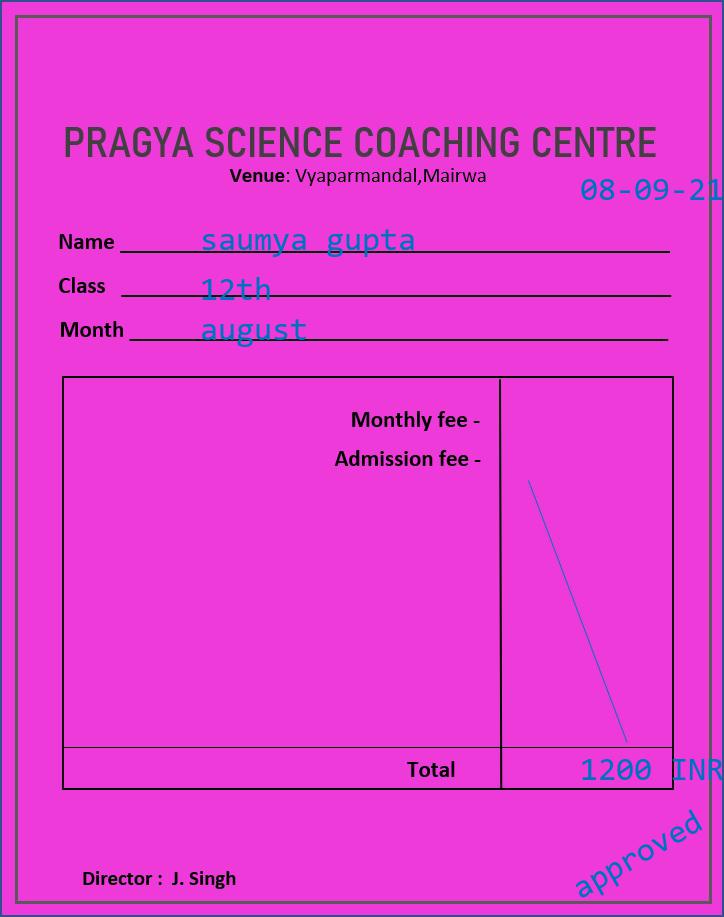 PRAGYA SCIENCE COACHING CENTRE
Venue: Vyaparmandal,Mairwa
08-09-21
Name saumya gupta
Class 12th
Month august
Monthly fee -
Admission fee -
Total 1200 INR
approved
Director : J. Singh